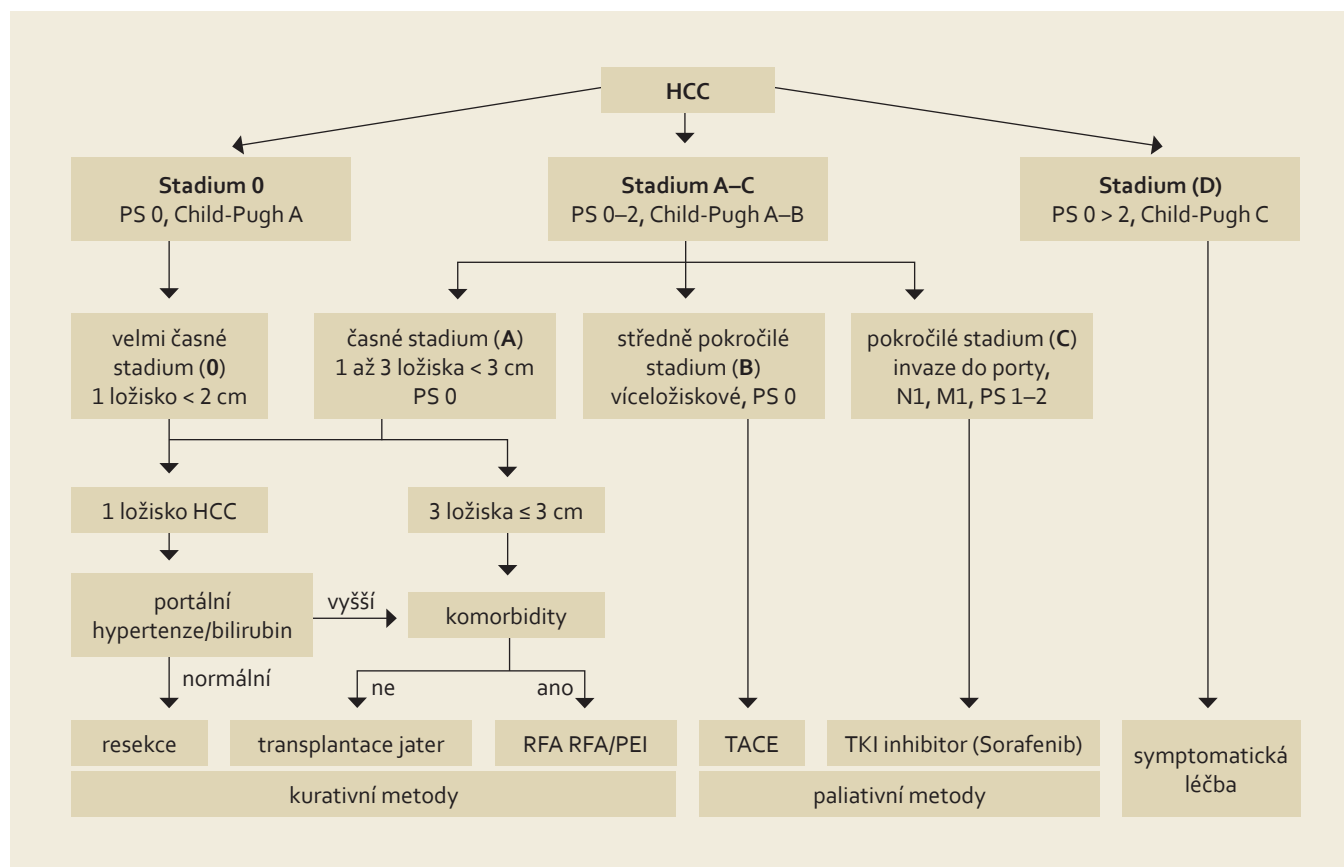 HCC
Stadium 0
PS 0, Child-Pugh A
Stadium A–C
PS 0–2, Child-Pugh A–B
Stadium (D)
PS 0 > 2, Child-Pugh C
velmi časné
stadium (0)
1 ložisko < 2 cm
časné stadium (A)
1 až 3 ložiska < 3 cm
PS 0
středně pokročilé
stadium (B)
víceložiskové, PS 0
pokročilé stadium (C)
invaze do porty,
N1, M1, PS 1–2
1 ložisko HCC
3 ložiska ≤ 3 cm
portální
hypertenze/bilirubin
vyšší
komorbidity
normální
ne
ano
resekce
transplantace jater
RFA RFA/PEI
TACE
TKI inhibitor (Sorafenib)
symptomatická
léčba
kurativní metody
paliativní metody